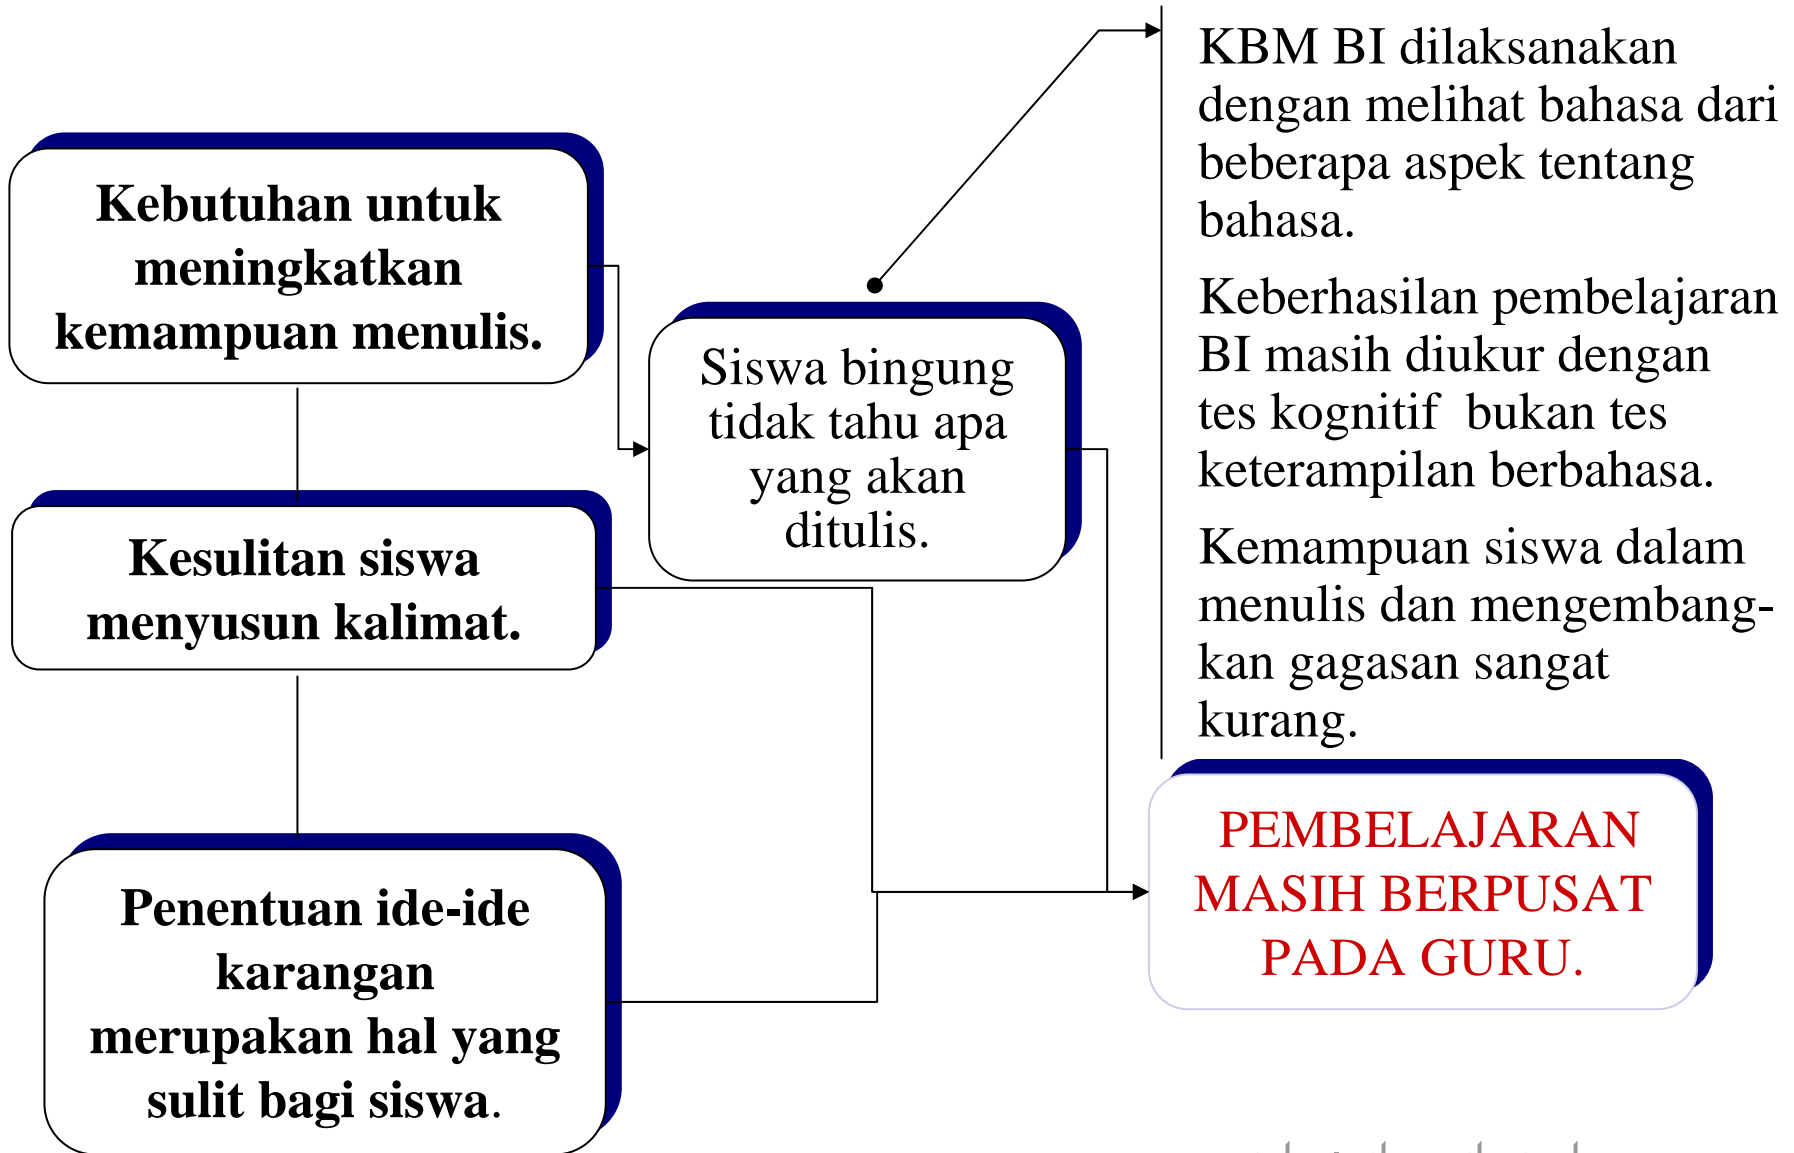 Kebutuhan untuk
meningkatkan
kemampuan menulis.
Kesulitan siswa
menyusun kalimat.
Penentuan ide-ide
karangan
merupakan hal yang
sulit bagi siswa.
Siswa bingung
tidak tahu apa
yang akan
ditulis.
KBM BI dilaksanakan
dengan melihat bahasa dari
beberapa aspek tentang
bahasa.
Keberhasilan pembelajaran
BI masih diukur dengan
tes kognitif  bukan tes
keterampilan berbahasa.
Kemampuan siswa dalam
menulis dan mengembang-
kan gagasan sangat
kurang.
PEMBELAJARAN
MASIH BERPUSAT
PADA GURU.